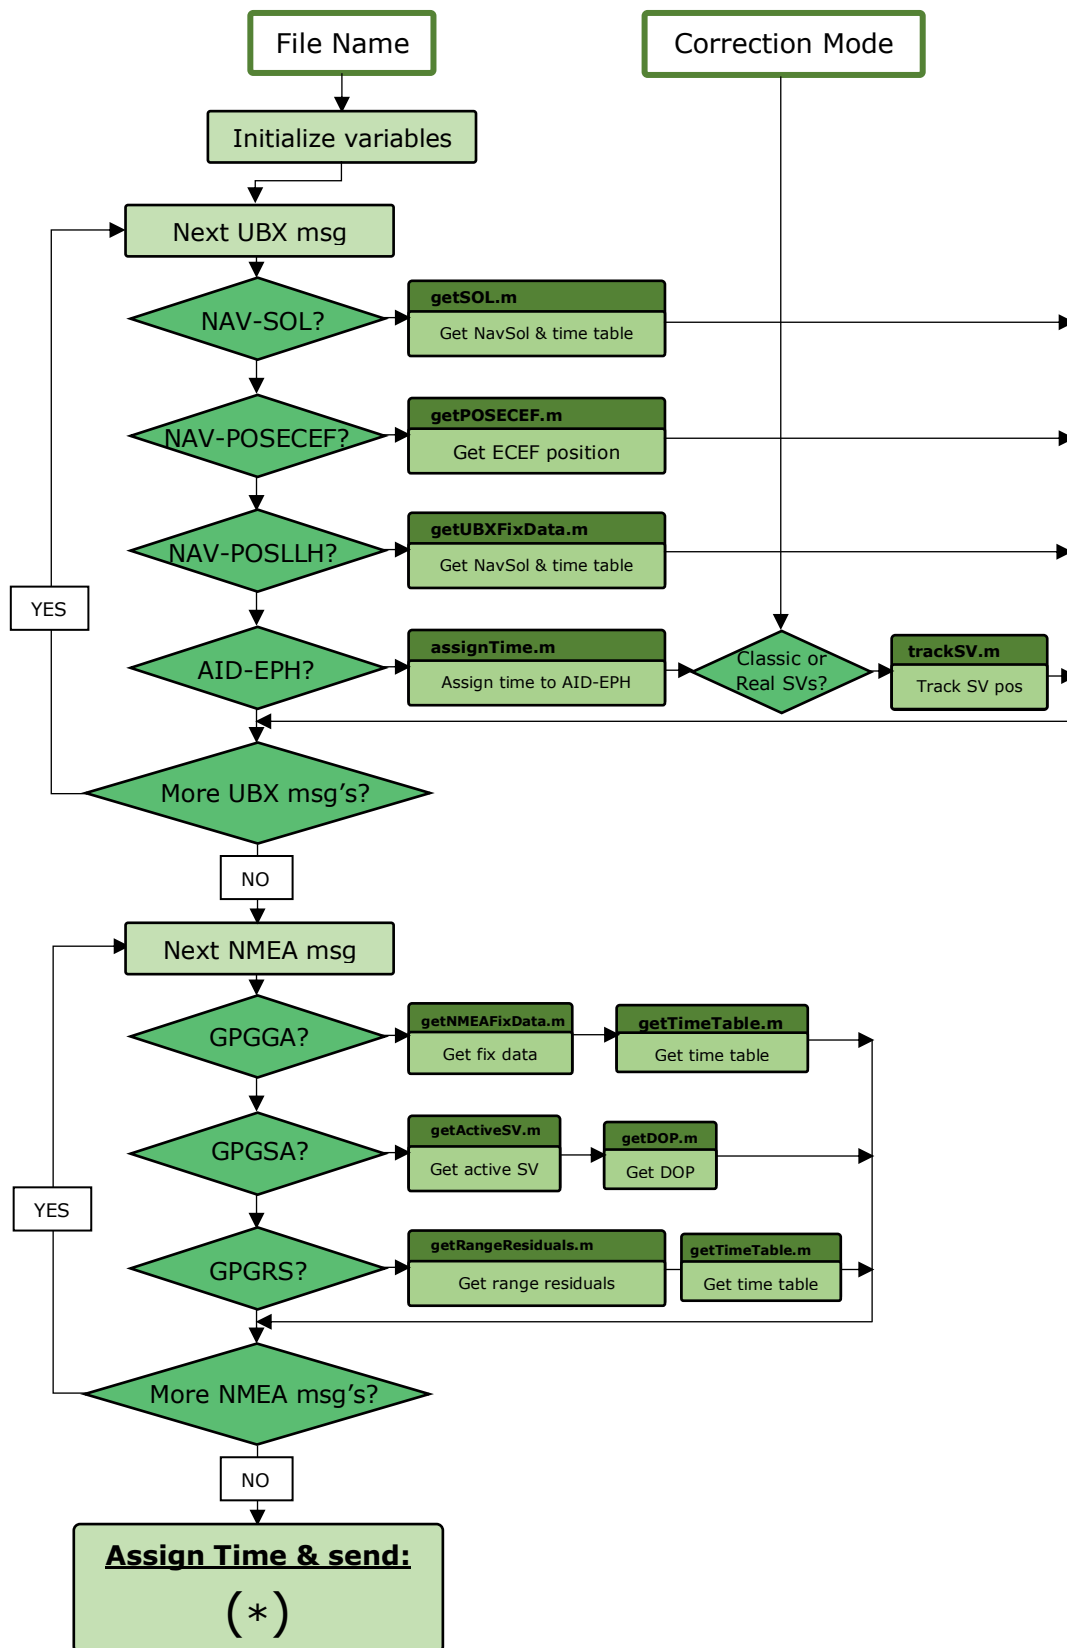 File Name
Correction Mode
Initialize variables
Next UBX msg
NAV-SOL?
getSOL.m
Get NavSol & time table
NAV-POSECEF?
getPOSECEF.m
Get ECEF position
NAV-POSLLH?
getUBXFixData.m
Get NavSol & time table
YES
AID-EPH?
assignTime.m
Assign time to AID-EPH
Classic or
Real SVs?
trackSV.m
Track SV pos
More UBX msg's?
NO
Next NMEA msg
GPGGA?
getNMEAFixData.m
Get fix data
getTimeTable.m
Get time table
GPGSA?
getActiveSV.m
Get active SV
getDOP.m
Get DOP
YES
GPGRS?
getRangeResiduals.m
Get range residuals
getTimeTable.m
Get time table
More NMEA msg's?
NO
Assign Time & send:
(*)